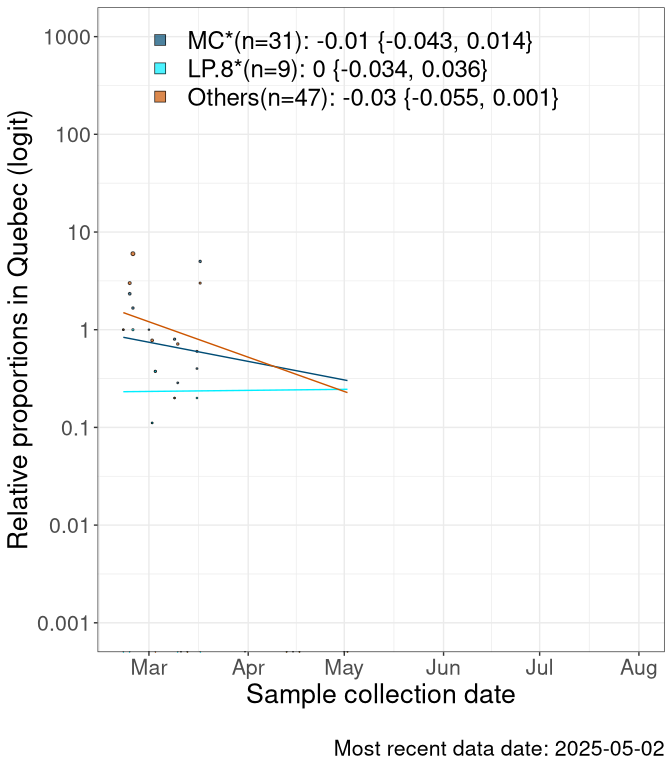 MC*(n=31): -0.01 {-0.043, 0.014}
LP.8*(n=9): 0 {-0.034, 0.036}
Others(n=47): -0.03 {-0.055, 0.001}
Relative proportions in Quebec (logit)
1000
100
10
1
0.1
0.01
0.001
Mar Apr May Jun Jul Aug
Sample collection date
Most recent data date: 2025-05-02